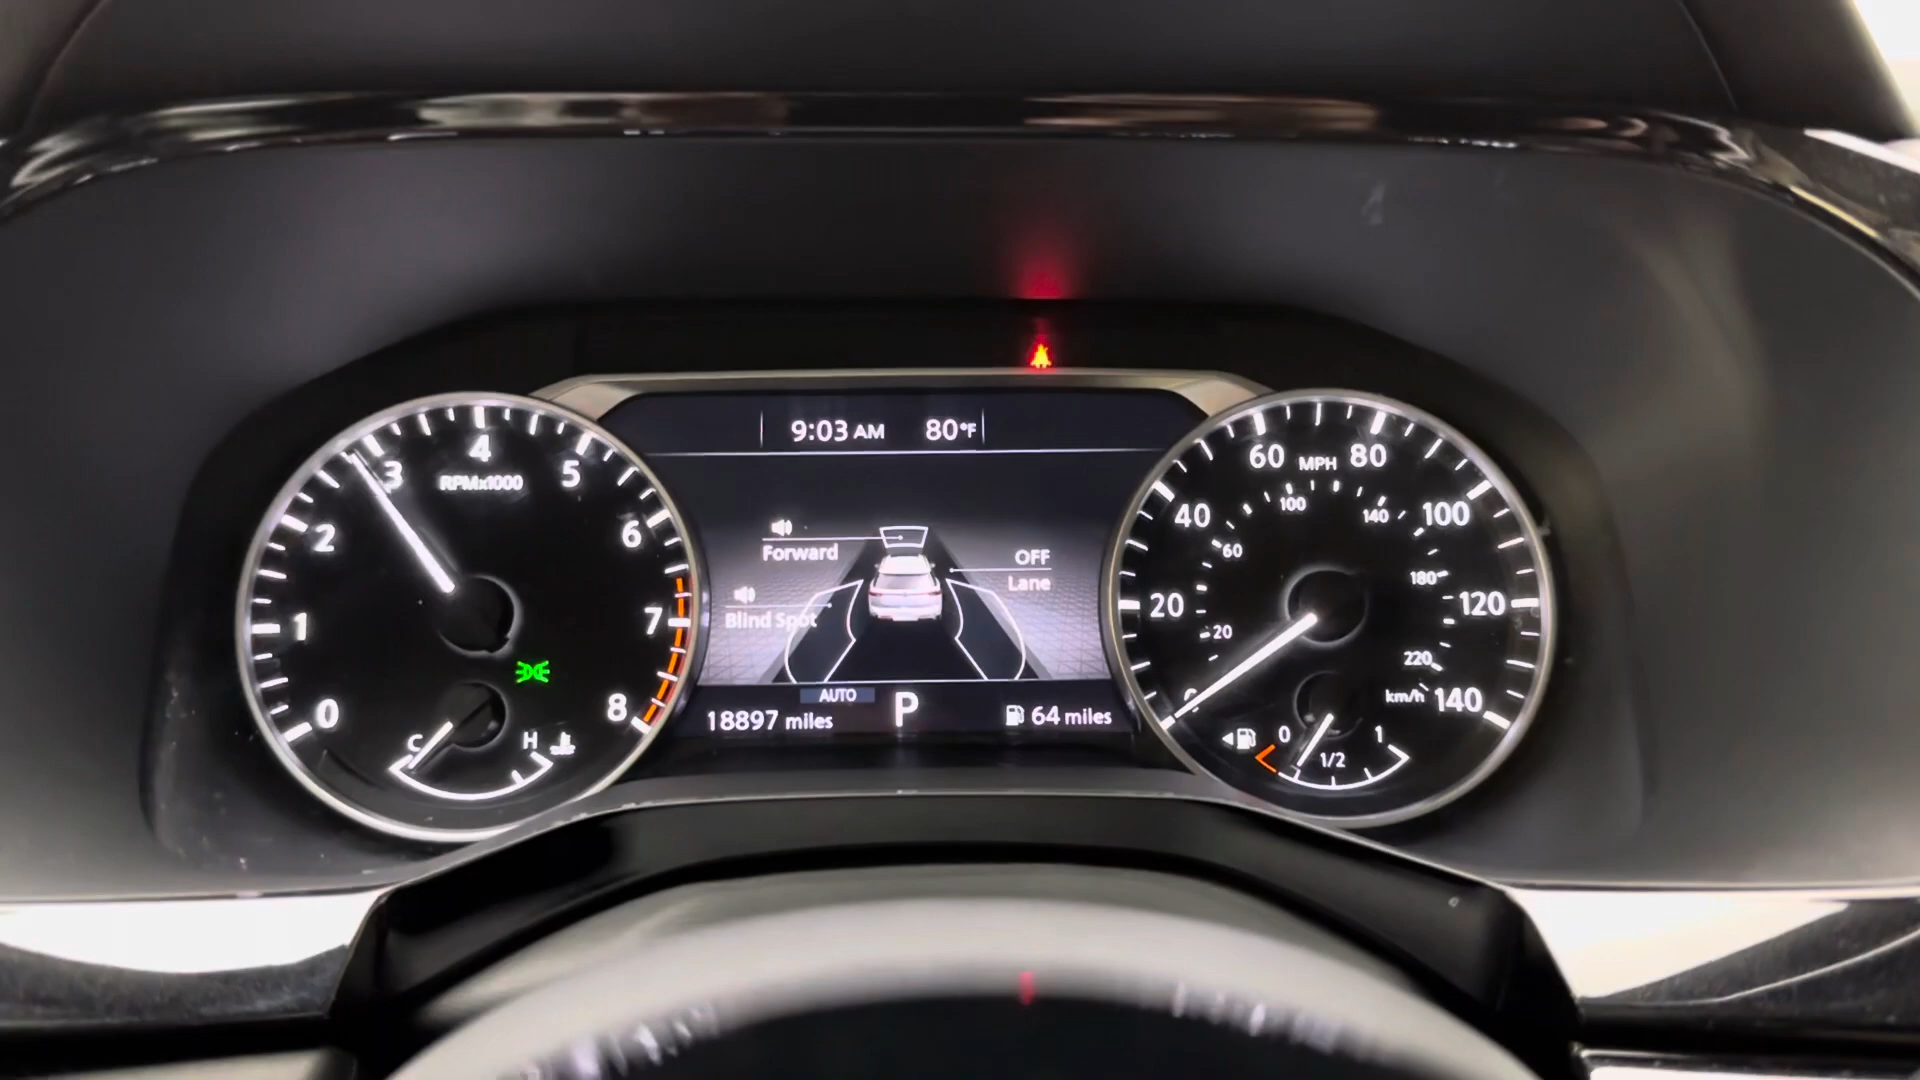 9:03 AM 80°F
0 1 2 3 4 5 6 7 8
RPMx1000
C H
Forward
OFF
Lane
Blind Spot
AUTO
18897 miles P 64 miles
0 20 40 60 80 100 120 140
MPH
20 60 100 140 180 220
km/h
0 1/2 1